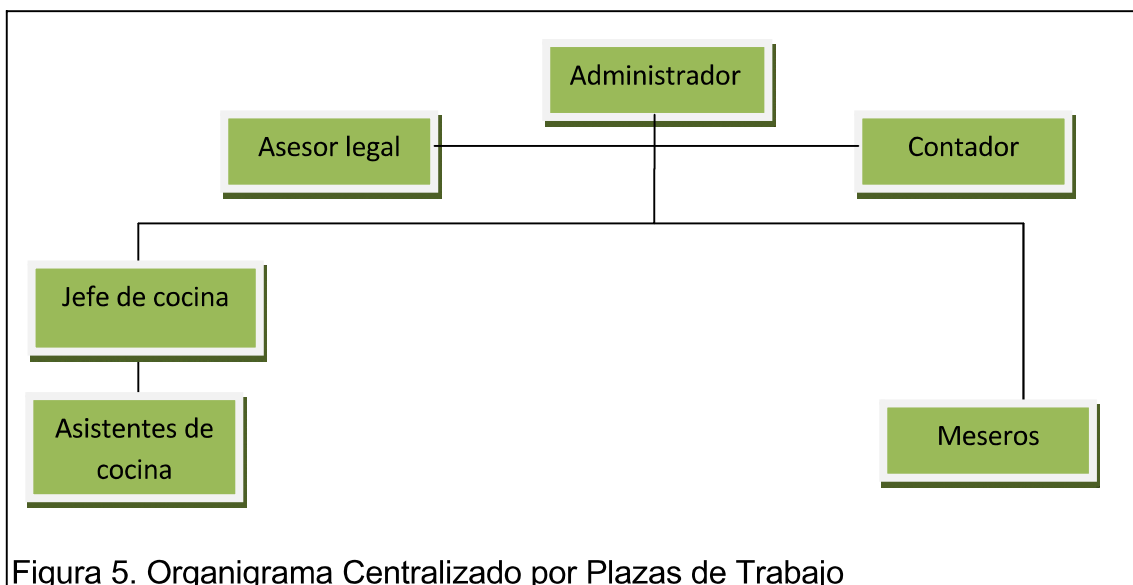 Administrador
Asesor legal
Contador
Jefe de cocina
Asistentes de
cocina
Meseros
Figura 5. Organigrama Centralizado por Plazas de Trabajo